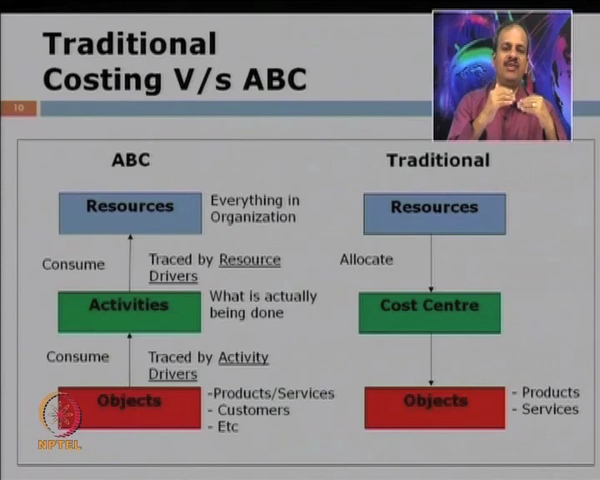 Traditional
Costing V/s ABC
10
ABC
Resources
Everything in
Organization
Consume
Traced by Resource
Drivers
Activities
What is actually
being done
Consume
Traced by Activity
Drivers
Objects
-Products/Services
- Customers
- Etc
Traditional
Resources
Allocate
Cost Centre
Objects
- Products
- Services
NPTEL